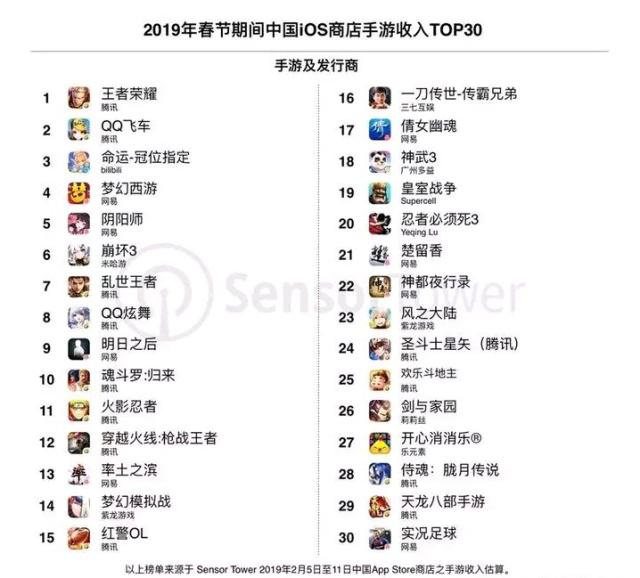 2019年春节期间中国iOS商店手游收入TOP30
手游及发行商
1 王者荣耀
腾讯
2 QQ飞车
腾讯
3 命运-冠位指定
bilibili
4 梦幻西游
网易
5 阴阳师
网易
6 崩坏3
米哈游
7 乱世王者
腾讯
8 QQ炫舞
腾讯
9 明日之后
网易
10 魂斗罗:归来
腾讯
11 火影忍者
腾讯
12 穿越火线:枪战王者
腾讯
13 率土之滨
网易
14 梦幻模拟战
紫龙游戏
15 红警OL
腾讯
16 一刀传世-传霸兄弟
三七互娱
17 倩女幽魂
网易
18 神武3
广州多益
19 皇室战争
Supercell
20 忍者必须死3
Yeqing Lu
21 楚留香
网易
22 神都夜行录
网易
23 风之大陆
紫龙游戏
24 圣斗士星矢（腾讯）
腾讯
25 欢乐斗地主
腾讯
26 剑与家园
莉莉丝
27 开心消消乐®
乐元素
28 侍魂：胧月传说
腾讯
29 天龙八部手游
腾讯
30 实况足球
网易
SensorTower
以上榜单来源于 Sensor Tower 2019年2月5日至11日中国App Store商店之手游收入估算。